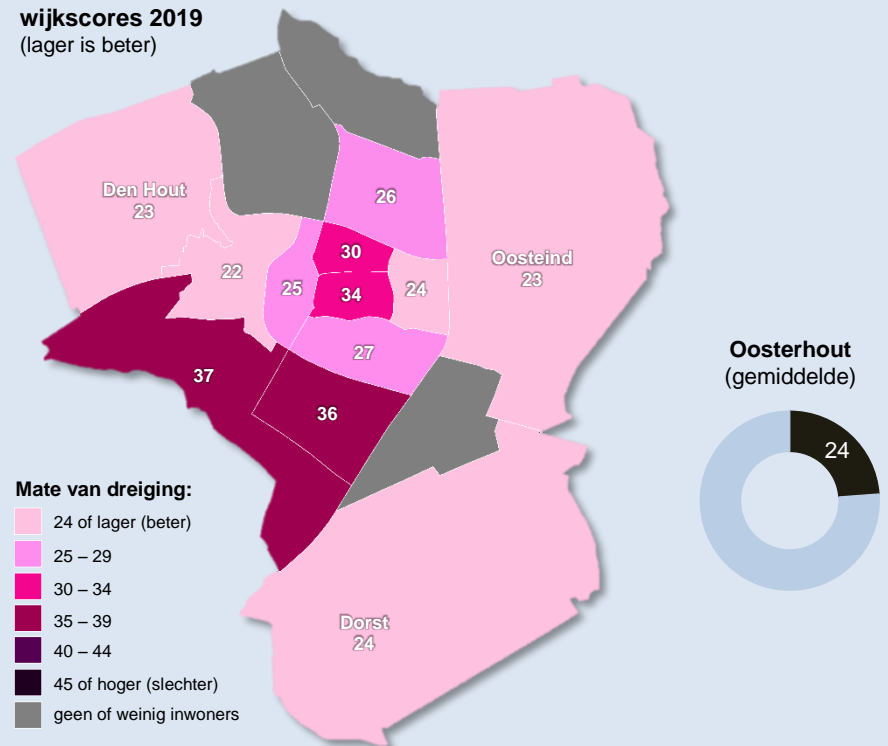 wijkscores 2019
(lager is beter)
Den Hout
23
26
30
22
25
34
24
Oosteind
23
27
37
36
Dorst
24
Oosterhout
(gemiddelde)
24
Mate van dreiging:
24 of lager (beter)
25 – 29
30 – 34
35 – 39
40 – 44
45 of hoger (slechter)
geen of weinig inwoners